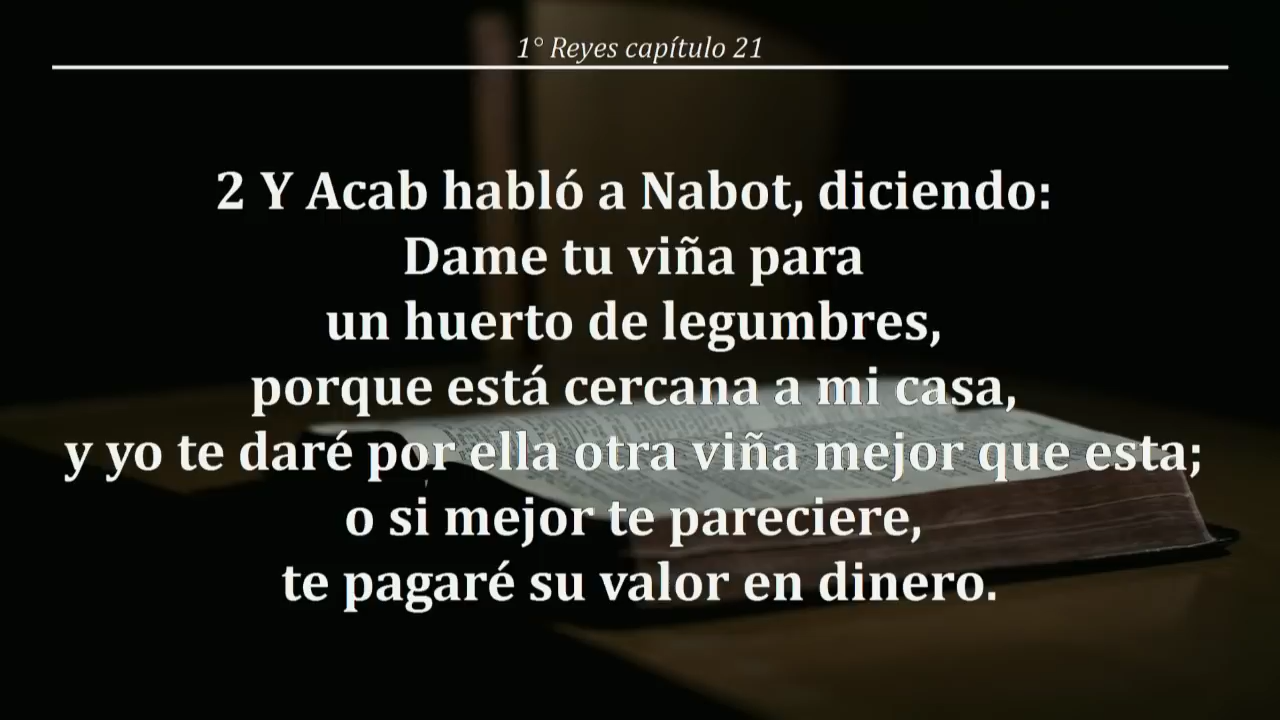 1° Reyes capítulo 21
2 Y Acab habló a Nabot, diciendo:
Dame tu viña para
un huerto de legumbres,
porque está cercana a mi casa,
y yo te daré por ella otra viña mejor que esta;
o si mejor te pareciere,
te pagaré su valor en dinero.